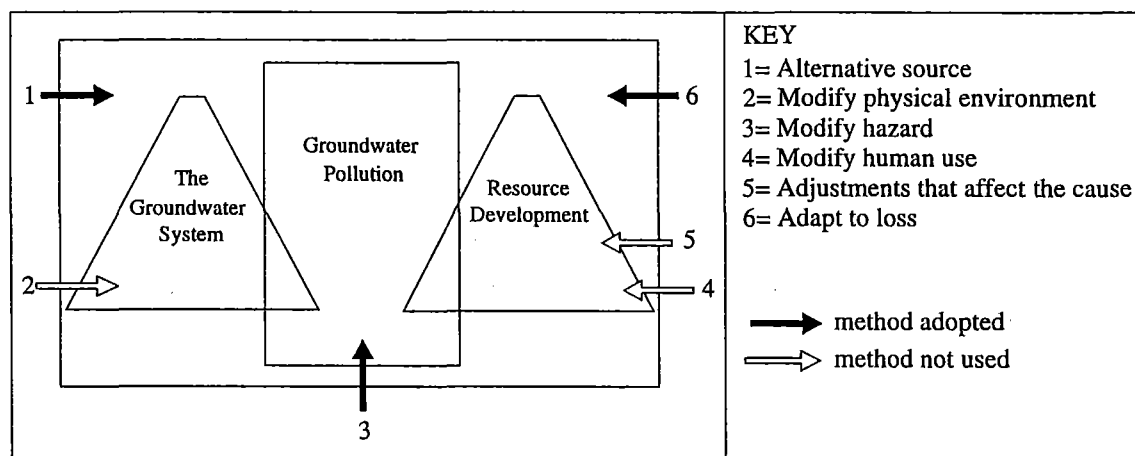 1
2
3
4
5
6
The
Groundwater
System
Groundwater
Pollution
Resource
Development
KEY
1= Alternative source
2= Modify physical environment
3= Modify hazard
4= Modify human use
5= Adjustments that affect the cause
6= Adapt to loss
method adopted
method not used